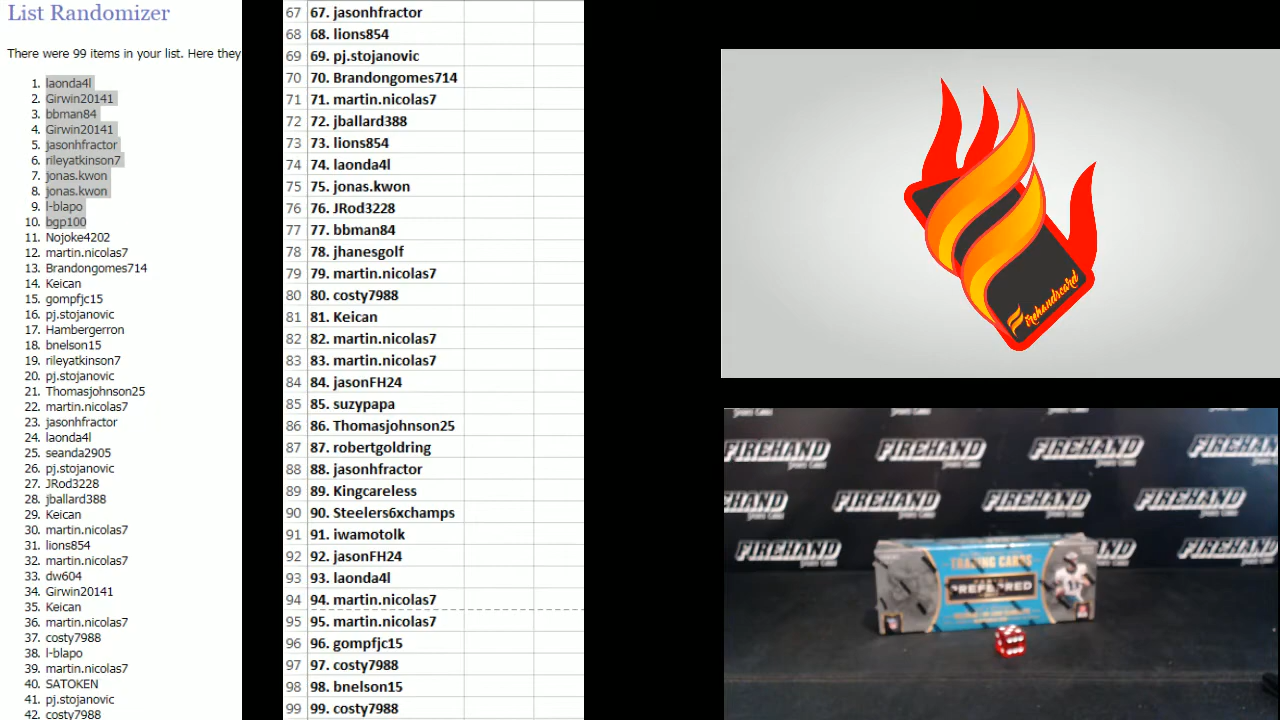 List Randomizer
There were 99 items in your list. Here they
1. laonda4l
2. Girwin20141
3. bbman84
4. Girwin20141
5. jasonhfractor
6. rileyatkinson7
7. jonas.kwon
8. jonas.kwon
9. l-blapo
10. bgp100
11. Nojoke4202
12. martin.nicolas7
13. Brandongomes714
14. Keican
15. gompfjc15
16. pj.stojanovic
17. Hambergerron
18. bnelson15
19. rileyatkinson7
20. pj.stojanovic
21. Thomasjohnson25
22. martin.nicolas7
23. jasonhfractor
24. laonda4l
25. seanda2905
26. pj.stojanovic
27. JRod3228
28. jballard388
29. Keican
30. martin.nicolas7
31. lions854
32. martin.nicolas7
33. dw604
34. Girwin20141
35. Keican
36. martin.nicolas7
37. costy7988
38. l-blapo
39. martin.nicolas7
40. SATOKEN
41. pj.stojanovic
42. costy7988
67 67. jasonhfractor
68 68. lions854
69 69. pj.stojanovic
70 70. Brandongomes714
71 71. martin.nicolas7
72 72. jballard388
73 73. lions854
74 74. laonda4l
75 75. jonas.kwon
76 76. JRod3228
77 77. bbman84
78 78. jhanesgolf
79 79. martin.nicolas7
80 80. costy7988
81 81. Keican
82 82. martin.nicolas7
83 83. martin.nicolas7
84 84. jasonFH24
85 85. suzypapa
86 86. Thomasjohnson25
87 87. robertgoldring
88 88. jasonhfractor
89 89. Kingcareless
90 90. Steelers6xchamps
91 91. iwamotolk
92 92. jasonFH24
93 93. laonda4l
94 94. martin.nicolas7
95 95. martin.nicolas7
96 96. gompfjc15
97 97. costy7988
98 98. bnelson15
99 99. costy7988
irehandscard
FIREHAND FIREHAND FIREHAND
FIREHAND FIREHAND FIREHAND
FIREHAND FIREHAND
TRADING CARDS
PREFERRED